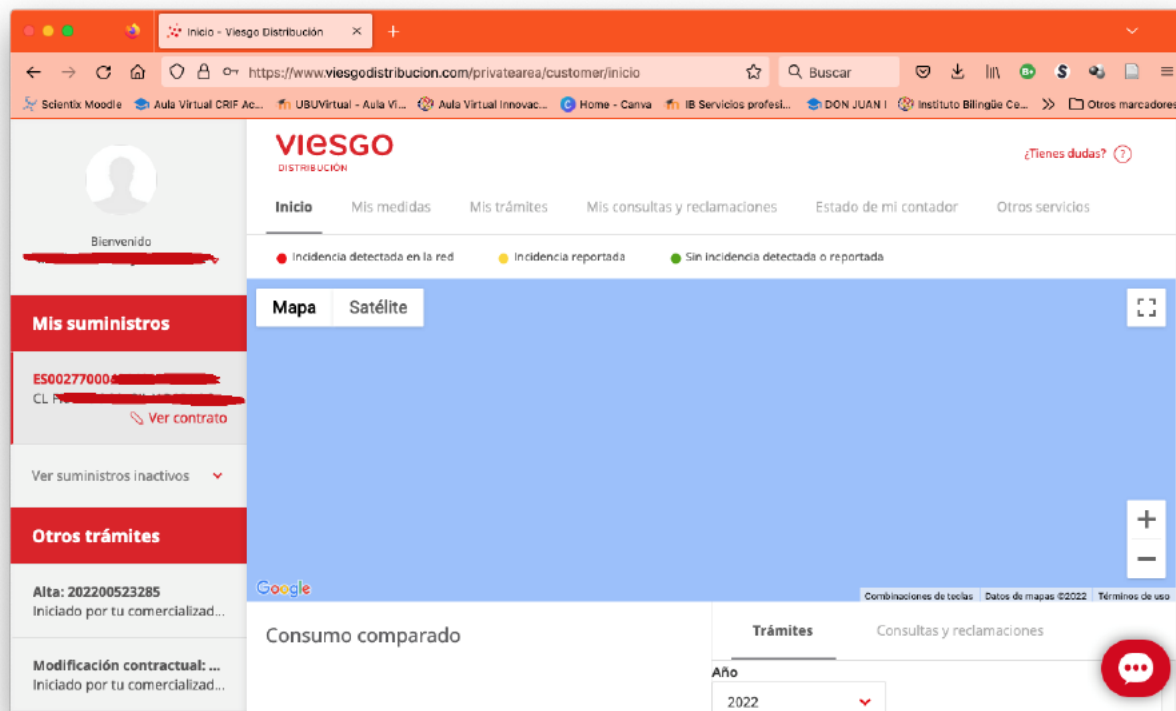 Inicio - Viesgo Distribución
https://www.viesgodistribucion.com/privatearea/customer/inicio
Buscar
Scientix Moodle Aula Virtual CRIF Ac... UBUVirtual - Aula Vi... Aula Virtual Innovac... Home - Canva IB Servicios profesi... DON JUAN I Instituto Bilingüe Ce... Otros marcadores
VIESGO
DISTRIBUCIÓN
¿Tienes dudas? ?
Inicio Mis medidas Mis trámites Mis consultas y reclamaciones Estado de mi contador Otros servicios
Bienvenido
Incidencia detectada en la red Incidencia reportada Sin incidencia detectada o reportada
Mapa Satélite
Mis suministros
ES00277000
CL
Ver contrato
Ver suministros inactivos
Otros trámites
Alta: 202200523285
Iniciado por tu comercializad...
Modificación contractual: ...
Iniciado por tu comercializad...
Google
Combinaciones de teclas Datos de mapas ©2022 Términos de uso
Consumo comparado
Trámites Consultas y reclamaciones
Año
2022